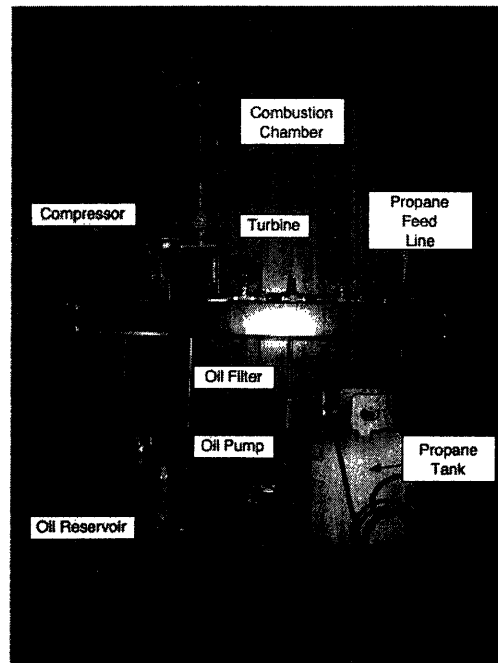 Combustion
Chamber
Compressor
Turbine
Propane
Feed
Line
Oil Filter
Oil Pump
Propane
Tank
Oil Reservoir